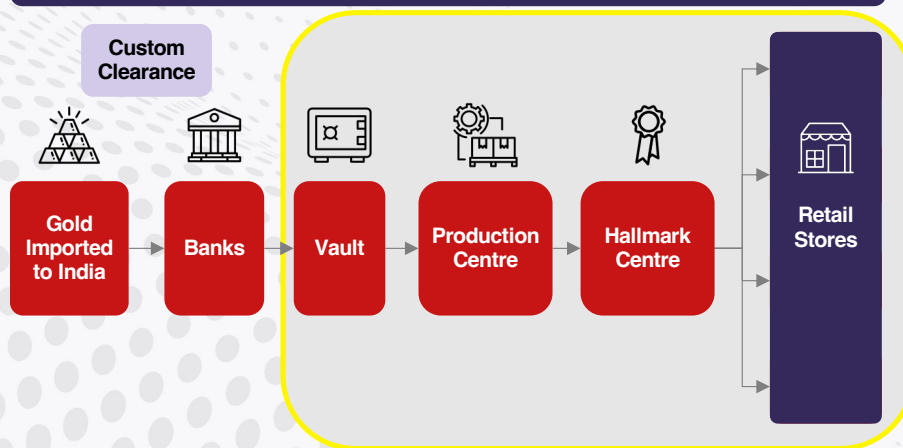 Custom
Clearance
Gold
Imported
to India
Banks
Vault
Production
Centre
Hallmark
Centre
Retail
Stores